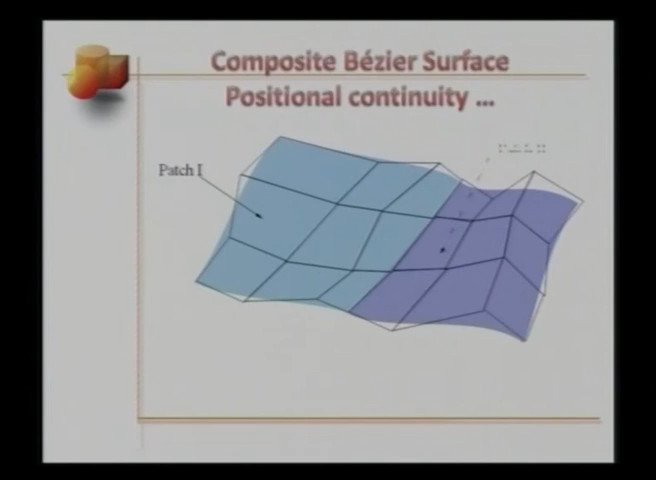 Composite Bézier Surface
Positional continuity ...
Patch I